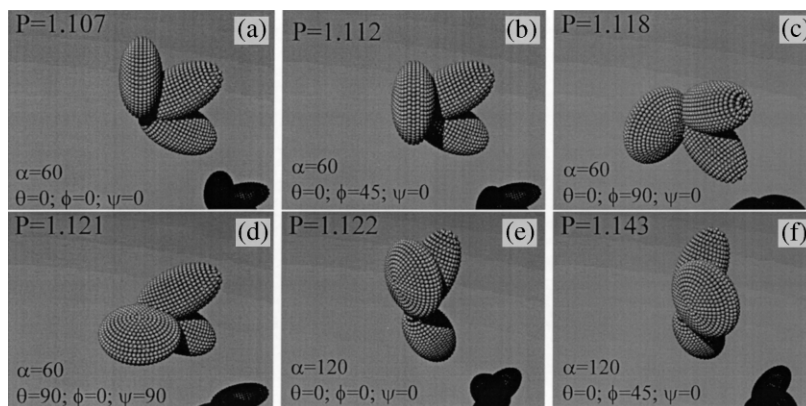 P=1.107
(a)
α=60
θ=0; ϕ=0; ψ=0
P=1.112
(b)
α=60
θ=0; ϕ=45; ψ=0
P=1.118
(c)
α=60
θ=0; ϕ=90; ψ=0
P=1.121
(d)
α=60
θ=90; ϕ=0; ψ=90
P=1.122
(e)
α=120
θ=0; ϕ=0; ψ=0
P=1.143
(f)
α=120
θ=0; ϕ=45; ψ=0